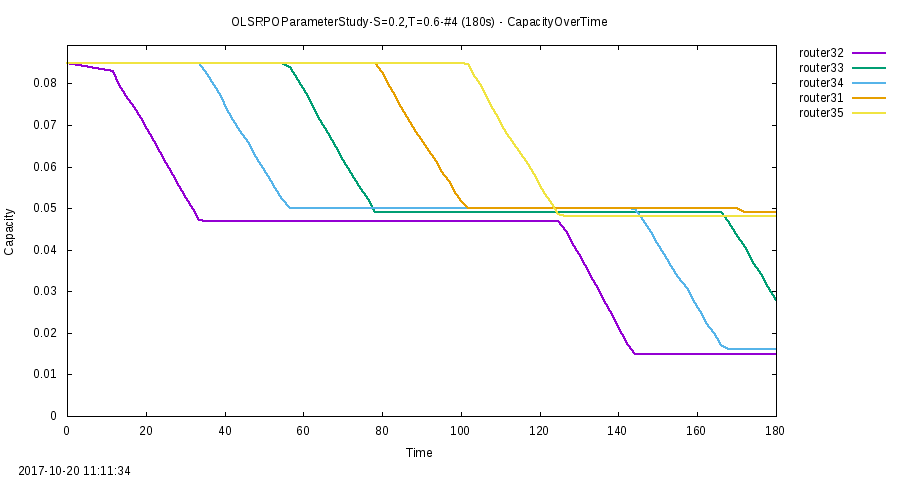 OLSRPOParameterStudy-S=0.2,T=0.6-#4 (180s) - CapacityOverTime
router32
router33
router34
router31
router35
0.08
0.07
0.06
0.05
0.04
0.03
0.02
0.01
0
Capacity
0 20 40 60 80 100 120 140 160 180
Time
2017-10-20 11:11:34